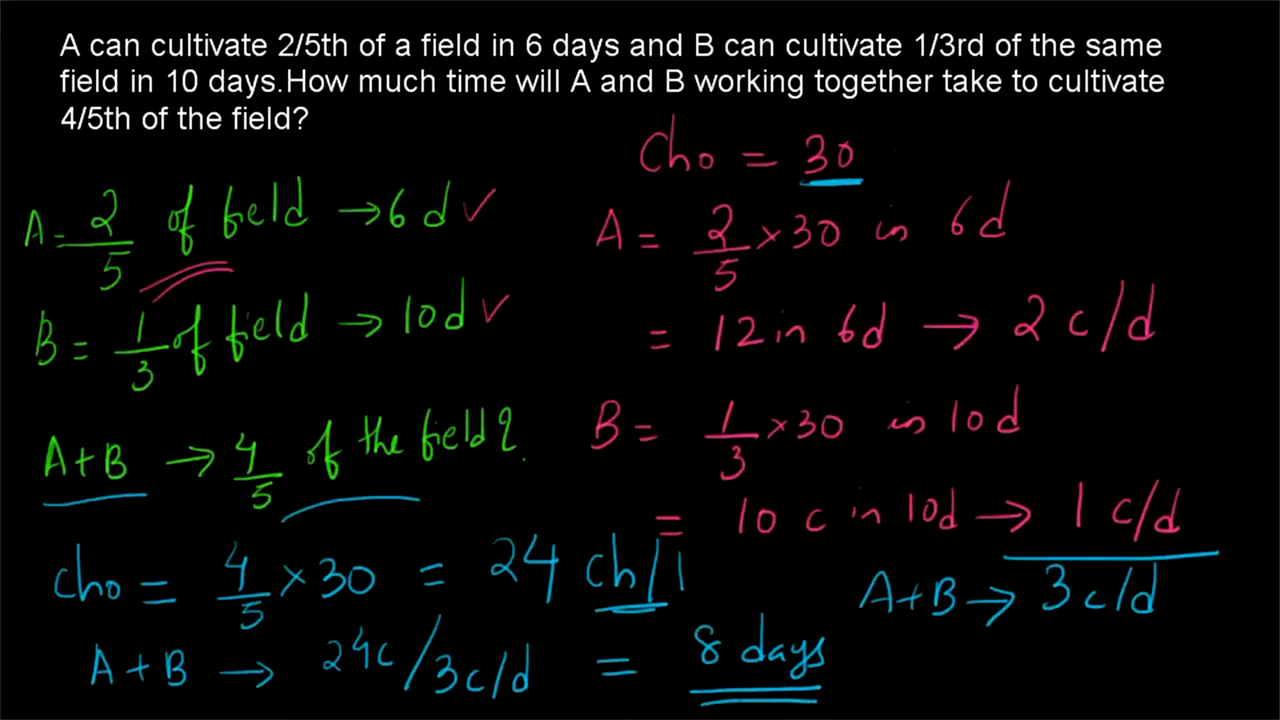 A can cultivate 2/5th of a field in 6 days and B can cultivate 1/3rd of the same
field in 10 days.How much time will A and B working together take to cultivate
4/5th of the field?
A = 2/5 of field → 6 d ✓
B = 1/3 of field → 10 d ✓
A + B → 4/5 of the field?
Cho = 4/5 × 30 = 24 ch/1
A + B → 24c/3c/d = 8 days
Cho = 30
A = 2/5 × 30 in 6d
= 12 in 6d → 2 c/d
B = 1/3 × 30 in 10d
= 10 c in 10d → 1 c/d
A+B → 3c/d